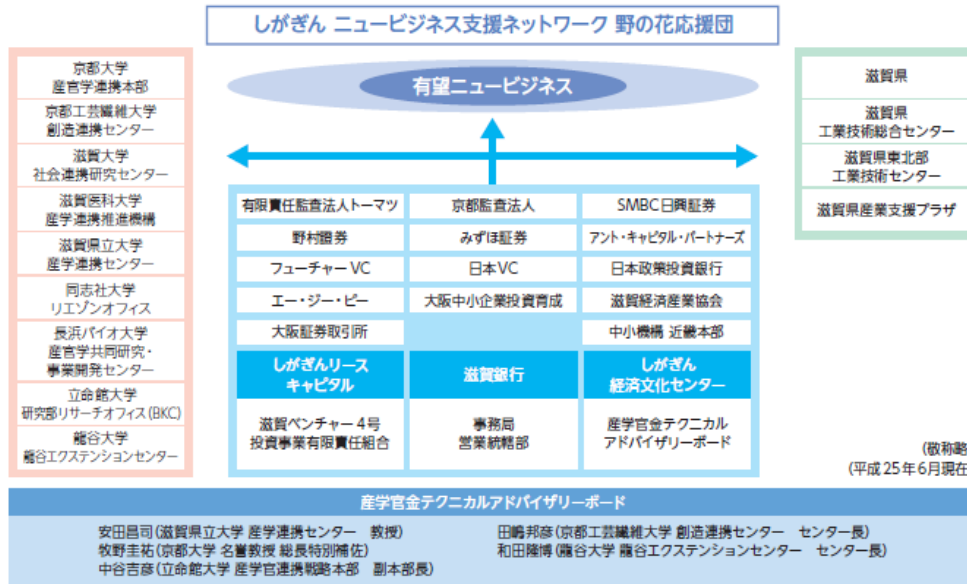 しがぎん ニュービジネス支援ネットワーク 野の花応援団
京都大学
産官学連携本部
京都工芸繊維大学
創造連携センター
滋賀大学
社会連携研究センター
滋賀医科大学
産学連携推進機構
滋賀県立大学
産学連携センター
同志社大学
リエゾンオフィス
長浜バイオ大学
産官学共同研究・
事業開発センター
立命館大学
研究部リサーチオフィス(BKC)
龍谷大学
龍谷エクステンションセンター
有望ニュービジネス
有限責任監査法人トーマツ
京都監査法人
SMBC日興証券
野村證券
みずほ証券
アント・キャピタル・パートナーズ
フューチャーVC
日本VC
日本政策投資銀行
エー・ジー・ピー
大阪中小企業投資育成
滋賀経済産業協会
大阪証券取引所
中小機構 近畿本部
しがぎんリース
キャピタル
滋賀銀行
しがぎん
経済文化センター
滋賀ベンチャー4号
投資事業有限責任組合
事務局
営業統轄部
産学官金テクニカル
アドバイザリーボード
滋賀県
滋賀県
工業技術総合センター
滋賀県東北部
工業技術センター
滋賀県産業支援プラザ
(敬称略
(平成25年6月現在
産学官金テクニカルアドバイザリーボード
安田昌司(滋賀県立大学 産学連携センター 教授)
牧野圭祐(京都大学 名誉教授 総長特別補佐)
中谷吉彦(立命館大学 産学官連携戦略本部 副本部長)
田嶋邦彦(京都工芸繊維大学 創造連携センター センター長)
和田隆博(龍谷大学 龍谷エクステンションセンター センター長)